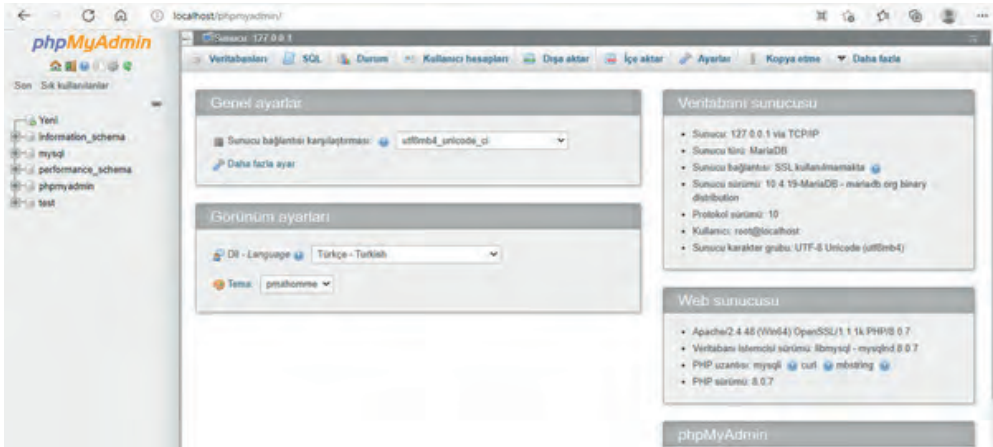 localhost/phpmyadmin/
phpMyAdmin
Son Sık kullanılanlar
Yeni
information_schema
mysql
performance_schema
phpmyadmin
test
Sunucu: 127.0.0.1
Veritabanları SQL Durum Kullanıcı hesapları Dışa aktar İçe aktar Ayarlar Kopya etme Daha fazla
Genel ayarlar
Sunucu bağlantısı karşılaştırması: utf8mb4_unicode_ci
Daha fazla ayar
Görünüm ayarları
Dil - Language Türkçe - Turkish
Tema: pmahomme
Veritabanı sunucusu
Sunucu: 127.0.0.1 via TCP/IP
Sunucu türü: MariaDB
Sunucu bağlantısı: SSL kullanılmamakta
Sunucu sürümü: 10.4.19-MariaDB - mariadb.org binary
distribution
Protokol sürümü: 10
Kullanıcı: root@localhost
Sunucu karakter grubu: UTF-8 Unicode (utf8mb4)
Web sunucusu
Apache/2.4.48 (Win64) OpenSSL/1.1.1k PHP/8.0.7
Veritabanı istemcisi sürümü: libmysql - mysqlnd 8.0.7
PHP uzantısı: mysqli curl mbstring
PHP sürümü: 8.0.7
phpMyAdmin